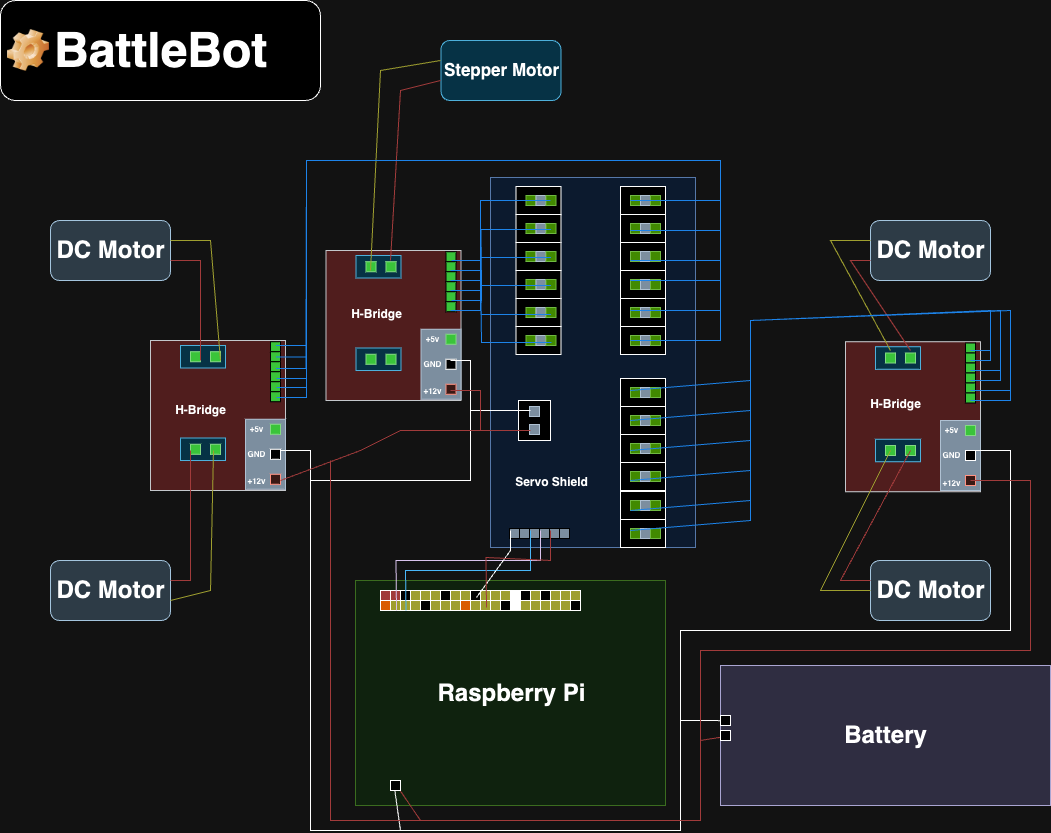 BattleBot
Stepper Motor
DC Motor
DC Motor
H-Bridge
+5v
GND
+12v
H-Bridge
+5v
GND
+12v
H-Bridge
+5v
GND
+12v
Servo Shield
DC Motor
DC Motor
Raspberry Pi
Battery